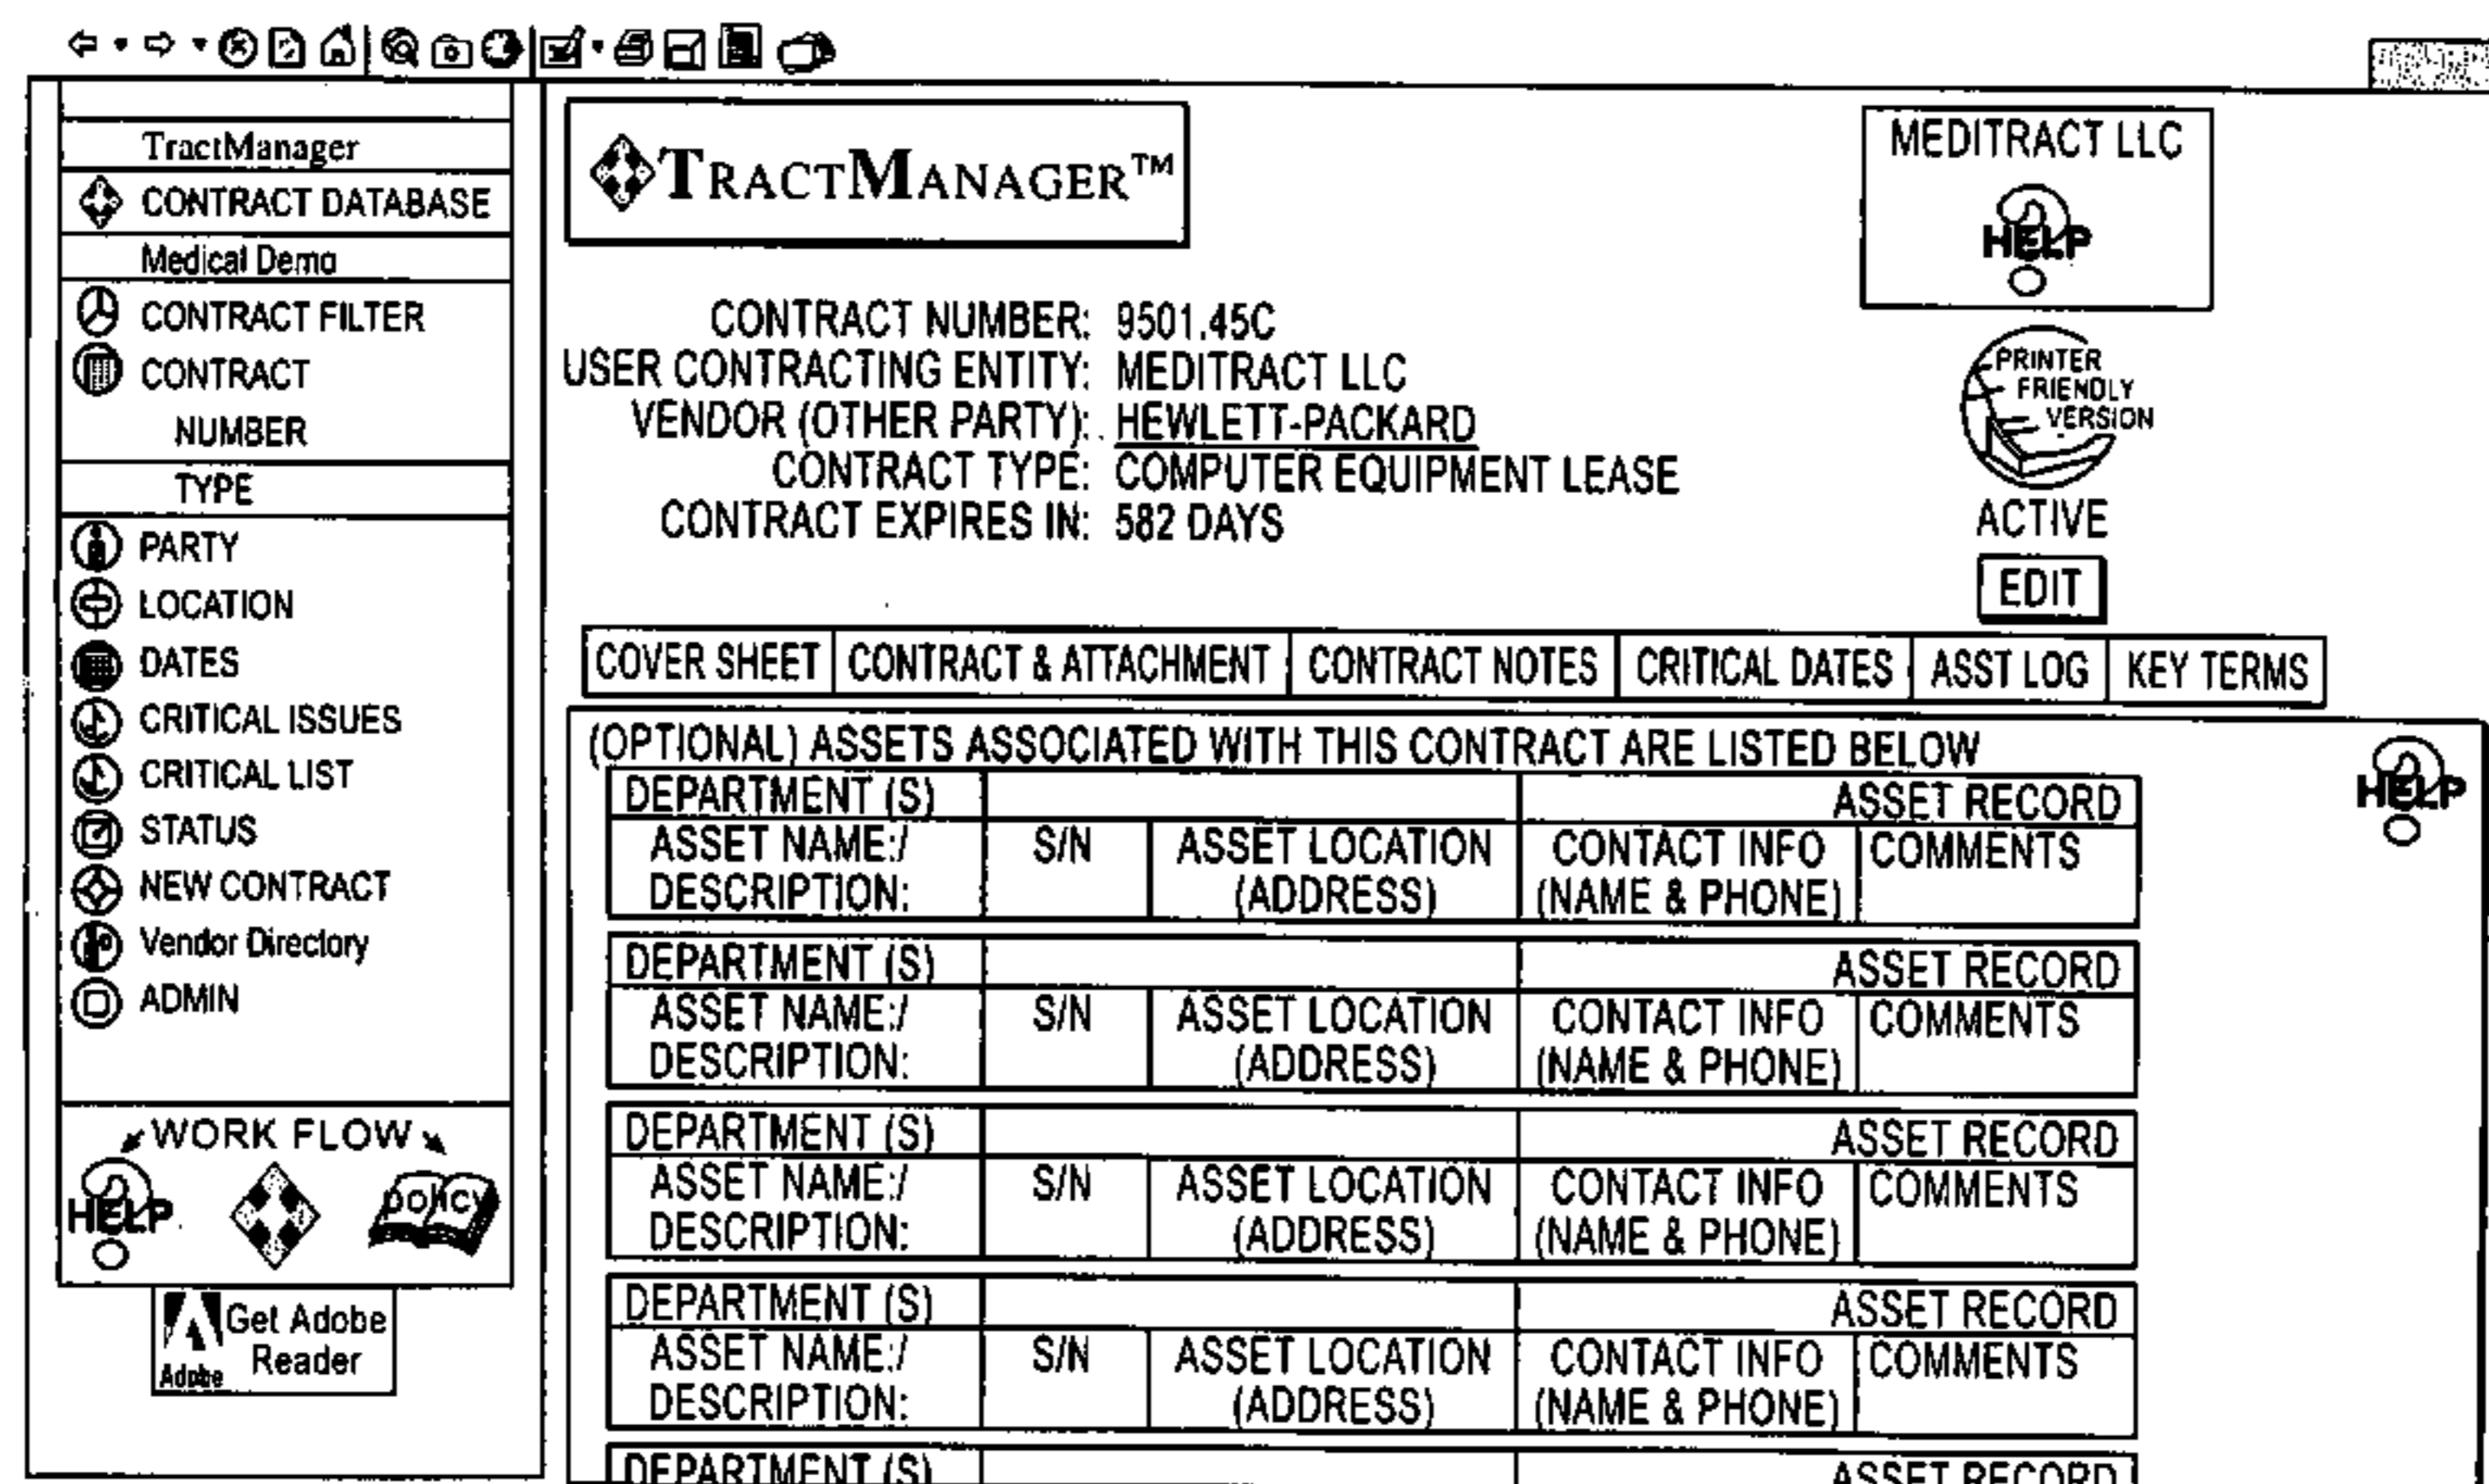 TractManager
CONTRACT DATABASE
Medical Demo
CONTRACT FILTER
CONTRACT
NUMBER
TYPE
PARTY
LOCATION
DATES
CRITICAL ISSUES
CRITICAL LIST
STATUS
NEW CONTRACT
Vendor Directory
ADMIN
WORK FLOW
HELP
POLICY
Get Adobe
Reader
Adobe
TRACTMANAGER™
MEDITRACT LLC
HELP
CONTRACT NUMBER: 9501.45C
USER CONTRACTING ENTITY: MEDITRACT LLC
VENDOR (OTHER PARTY): HEWLETT-PACKARD
CONTRACT TYPE: COMPUTER EQUIPMENT LEASE
CONTRACT EXPIRES IN: 582 DAYS
PRINTER
FRIENDLY
VERSION
ACTIVE
EDIT
COVER SHEET CONTRACT & ATTACHMENT CONTRACT NOTES CRITICAL DATES ASST LOG KEY TERMS
(OPTIONAL) ASSETS ASSOCIATED WITH THIS CONTRACT ARE LISTED BELOW
HELP
DEPARTMENT (S) ASSET RECORD
ASSET NAME:/ S/N ASSET LOCATION CONTACT INFO COMMENTS
DESCRIPTION: (ADDRESS) (NAME & PHONE)
DEPARTMENT (S) ASSET RECORD
ASSET NAME:/ S/N ASSET LOCATION CONTACT INFO COMMENTS
DESCRIPTION: (ADDRESS) (NAME & PHONE)
DEPARTMENT (S) ASSET RECORD
ASSET NAME:/ S/N ASSET LOCATION CONTACT INFO COMMENTS
DESCRIPTION: (ADDRESS) (NAME & PHONE)
DEPARTMENT (S) ASSET RECORD
ASSET NAME:/ S/N ASSET LOCATION CONTACT INFO COMMENTS
DESCRIPTION: (ADDRESS) (NAME & PHONE)
DEPARTMENT (S) ASSET RECORD